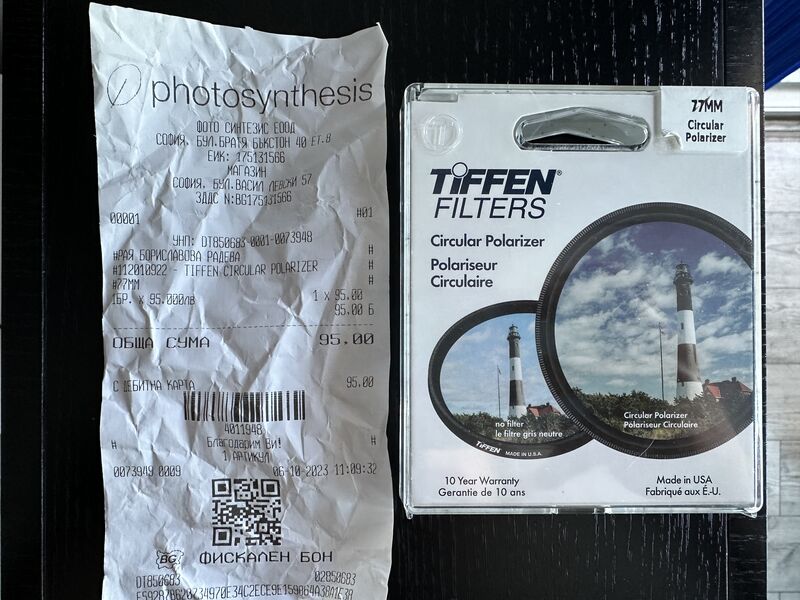 photosynthesis
ФОТО СИНТЕЗИС ЕООД
СОФИЯ, БУЛ.БРАТЯ БЪКСТОН 40 ЕТ.8
ЕИК: 175131566
МАГАЗИН
СОФИЯ, БУЛ.ВАСИЛ ЛЕВСКИ 57
ЗДДС N:BG175131566
00001 #01
УНП: DT850683-0001-0073948
#РАЯ БОРИСЛАВОВА РАДЕВА #
#112010922 - TIFFEN CIRCULAR POLARIZER #
#77MM #
1БР. x 95.00ЛВ 1 x 95.00
95.00 Б
ОБЩА СУМА 95.00
С ДЕБИТНА КАРТА 95.00
4011948
# Благодарим Ви! #
1 АРТИКУЛ
0073949 0009 06-10-2023 11:09:32
BG ФИСКАЛЕН БОН
DT850683 02850683
77MM
Circular
Polarizer
TIFFEN®
FILTERS
Circular Polarizer
Polariseur
Circulaire
no filter
le filtre gris neutre
TIFFEN MADE IN U.S.A.
Circular Polarizer
Polariseur Circulaire
10 Year Warranty
Garantie de 10 ans
Made in USA
Fabriqué aux É.-U.